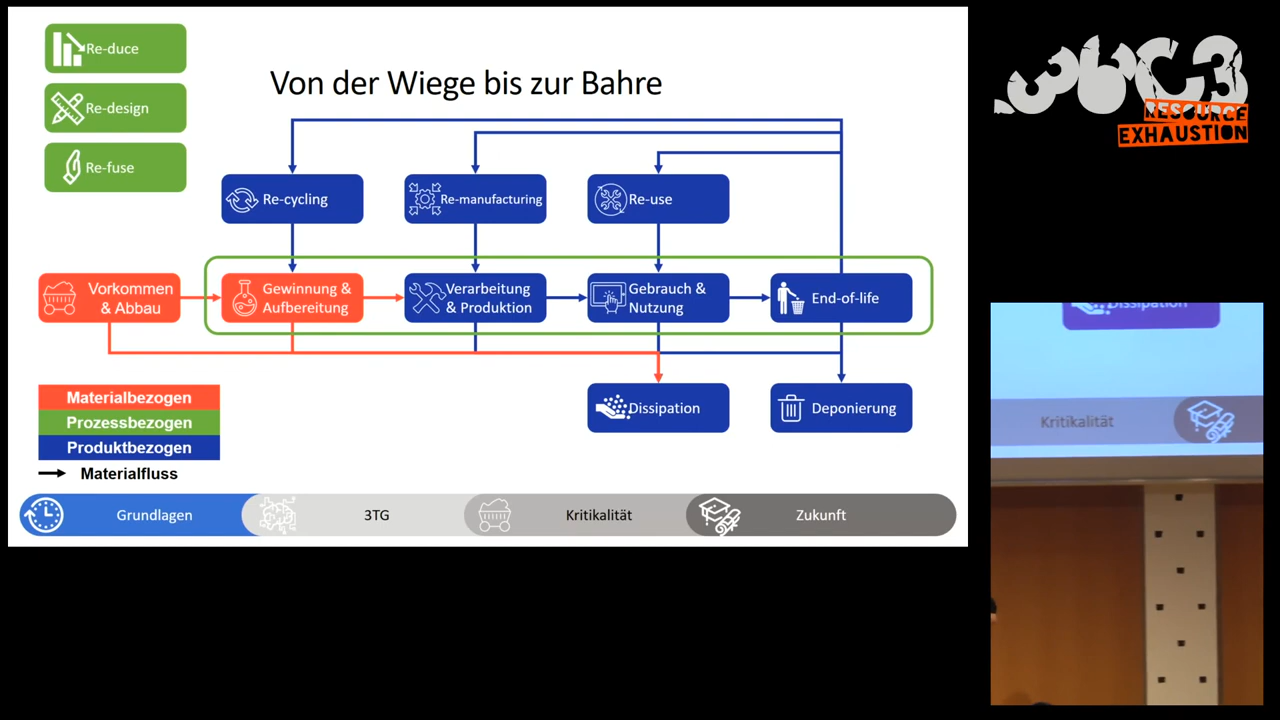 Re-duce
Re-design
Re-fuse
Von der Wiege bis zur Bahre
Re-cycling
Re-manufacturing
Re-use
Vorkommen
& Abbau
Gewinnung &
Aufbereitung
Verarbeitung
& Produktion
Gebrauch &
Nutzung
End-of-life
Dissipation
Deponierung
Materialbezogen
Prozessbezogen
Produktbezogen
Materialfluss
Grundlagen
3TG
Kritikalität
Zukunft
36C3
RESOURCE
EXHAUSTION
Dissipation
Kritikalität